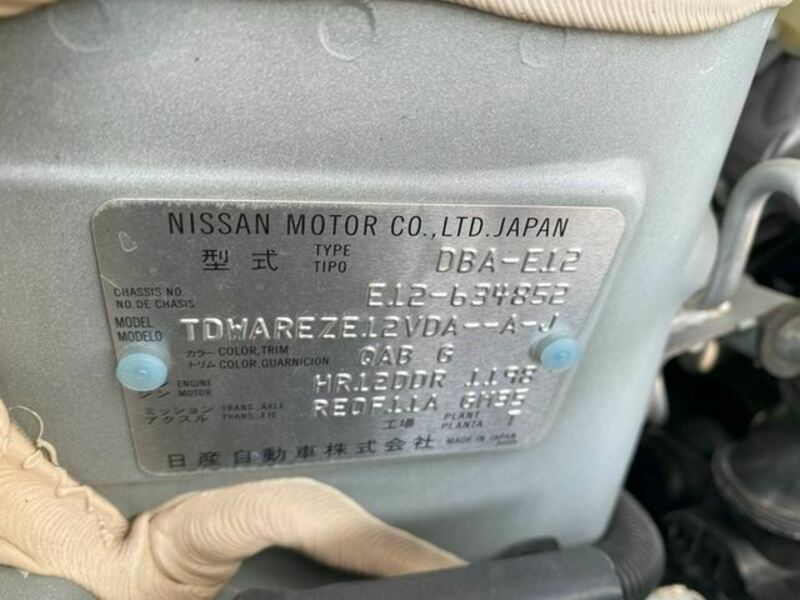 NISSAN MOTOR CO.,LTD.JAPAN
型式 TYPE TIPO DBA-E12
CHASSIS NO. NO.DE CHASIS E12-634852
MODEL MODELO TDWAREZE12VDA--A-J
カラー トリム COLOR,TRIM COLOR.GUARNICION QAB G
ジン ENGINE MOTOR HR12DDR 1198
ミッション アクスル TRANS.,AXLE TRANS.,EJE RE0F11A GM35
工場 PLANT PLANTA
日産自動車株式会社 MADE IN JAPAN